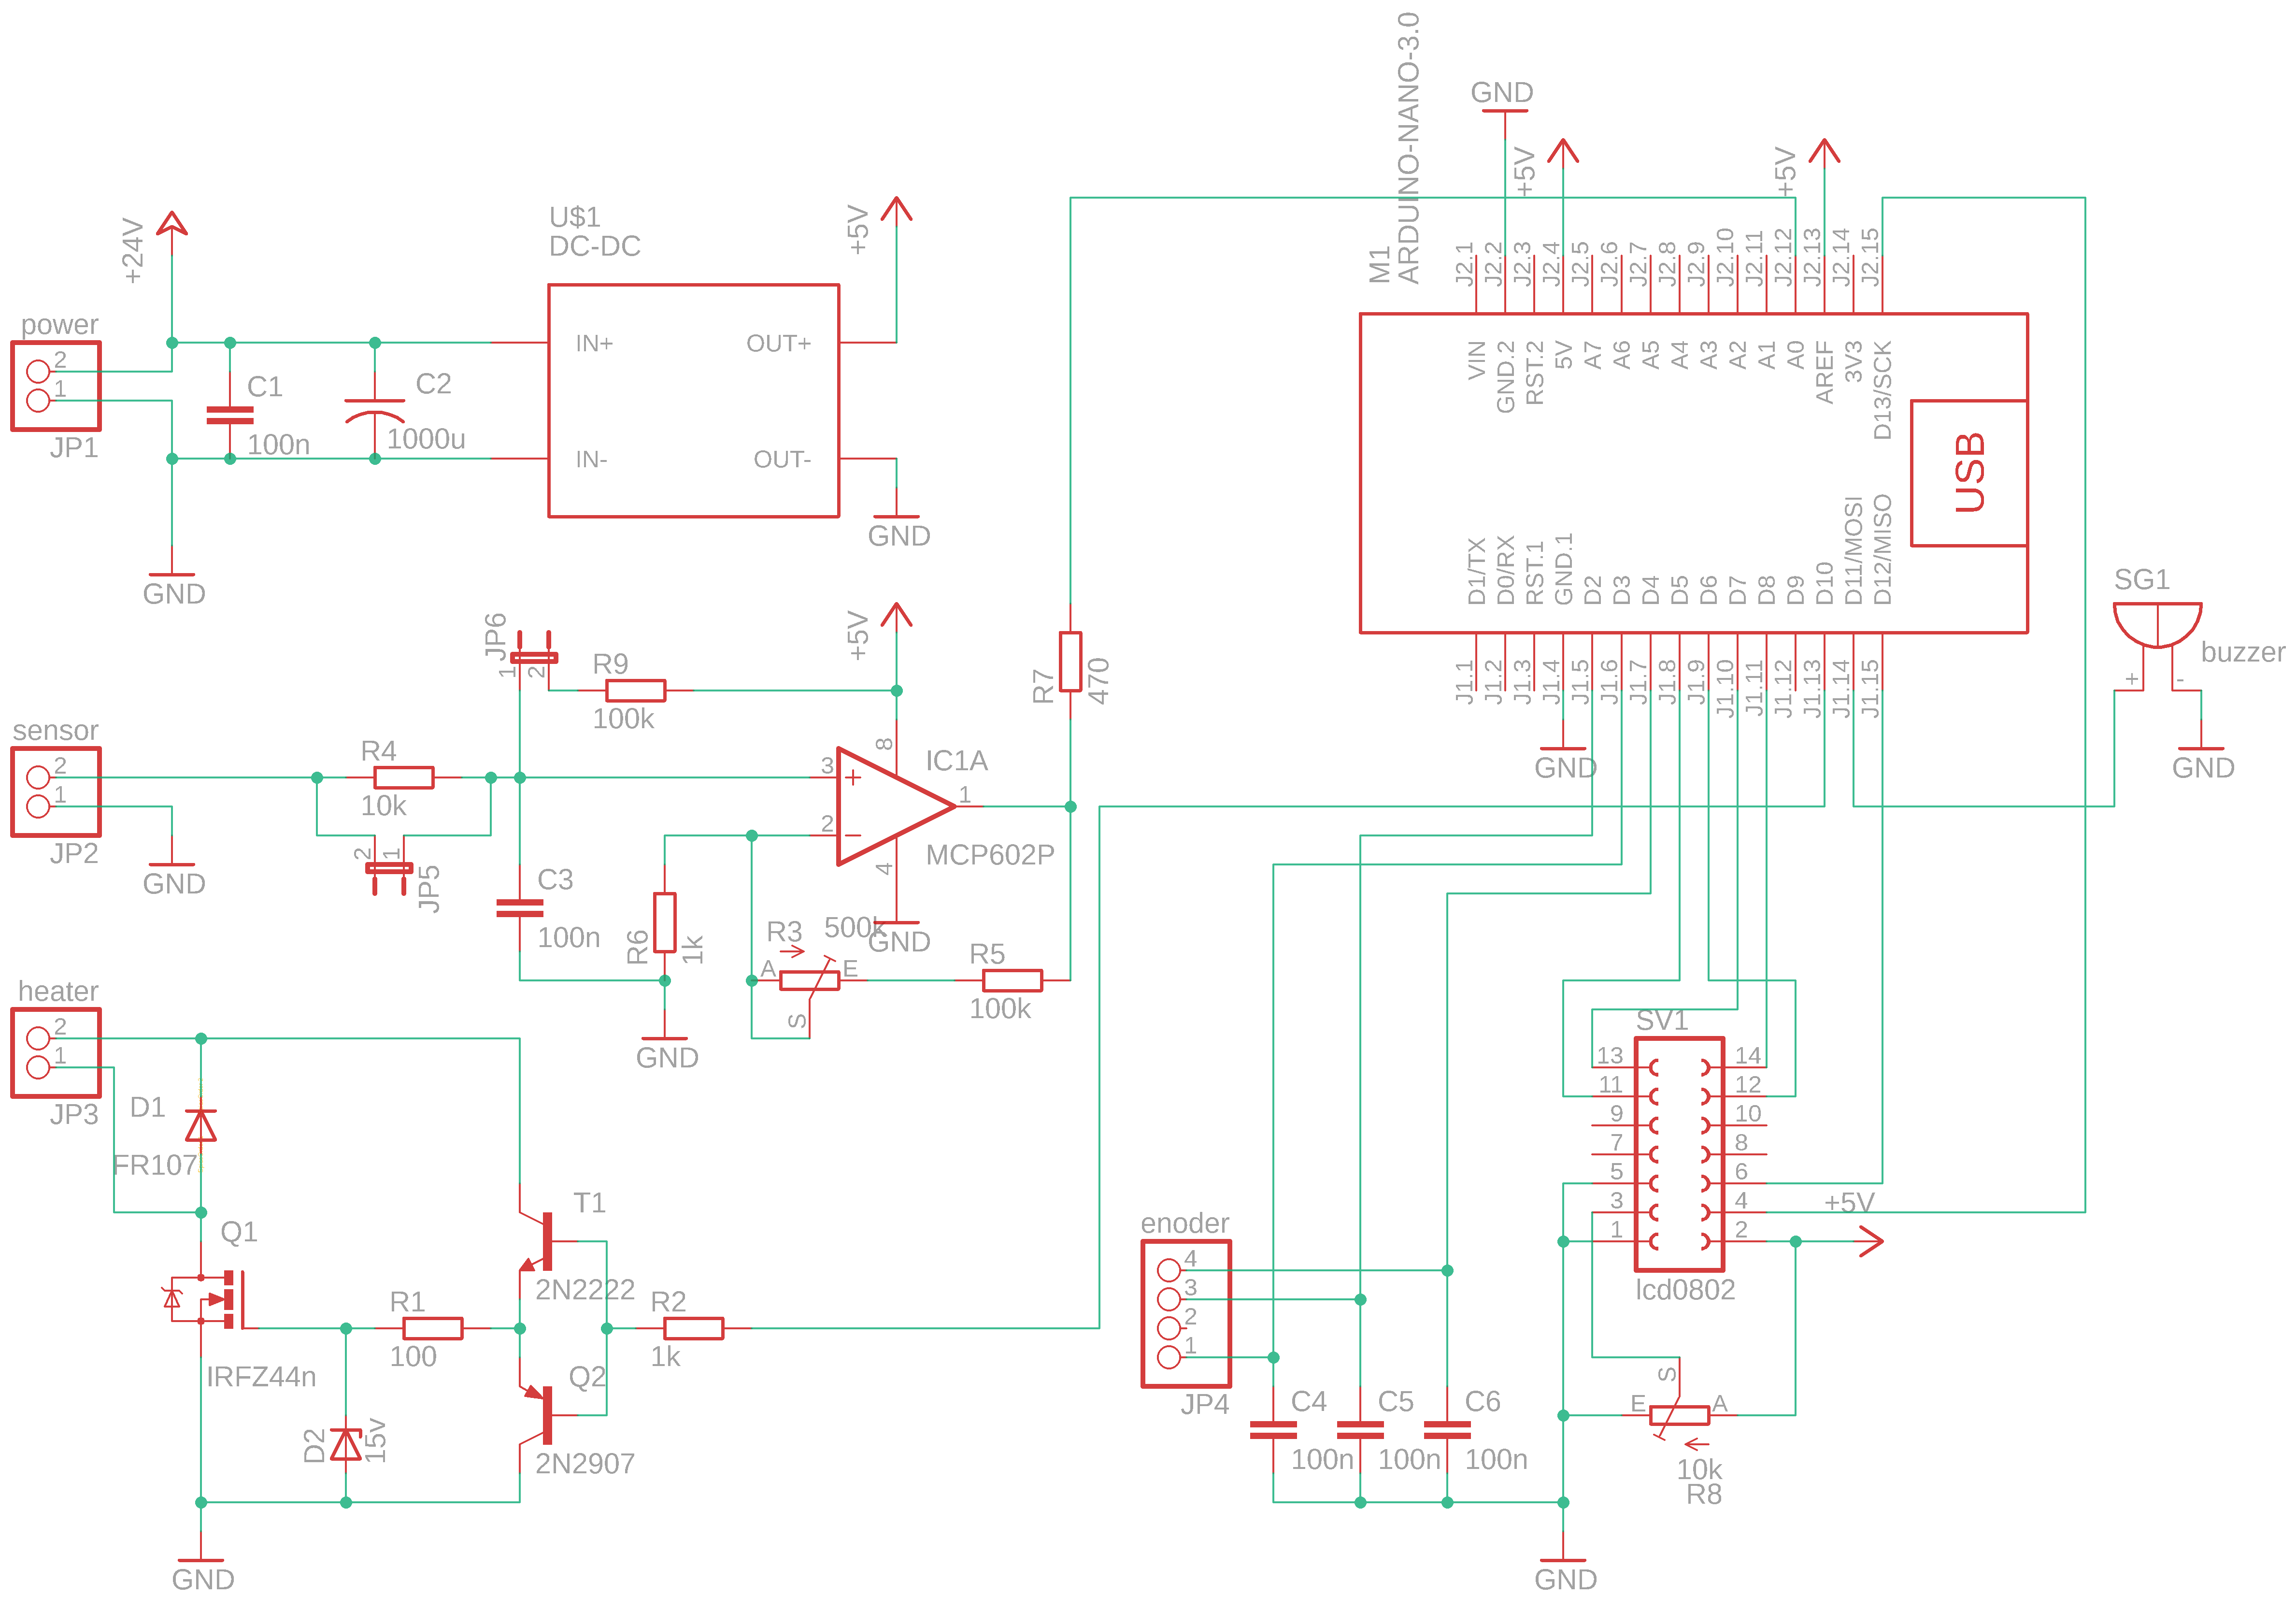 +24V
power
2
1
JP1
C1
100n
C2
1000u
GND
U$1
DC-DC
IN+
IN-
OUT+
OUT-
+5V
GND
sensor
2
1
JP2
GND
R4
10k
2
1
JP5
JP6
1
2
R9
100k
+5V
C3
100n
R6
1k
GND
3
2
8
4
1
IC1A
MCP602P
GND
R3
500k
A
E
S
R5
100k
R7
470
heater
2
1
JP3
D1
FR107
Q1
IRFZ44n
R1
100
D2
15v
T1
2N2222
Q2
2N2907
R2
1k
GND
M1
ARDUINO-NANO-3.0
GND
+5V
+5V
J2.1
J2.2
J2.3
J2.4
J2.5
J2.6
J2.7
J2.8
J2.9
J2.10
J2.11
J2.12
J2.13
J2.14
J2.15
VIN
GND.2
RST.2
5V
A7
A6
A5
A4
A3
A2
A1
A0
AREF
3V3
D13/SCK
USB
D1/TX
D0/RX
RST.1
GND.1
D2
D3
D4
D5
D6
D7
D8
D9
D10
D11/MOSI
D12/MISO
J1.1
J1.2
J1.3
J1.4
J1.5
J1.6
J1.7
J1.8
J1.9
J1.10
J1.11
J1.12
J1.13
J1.14
J1.15
GND
SG1
buzzer
+
-
GND
SV1
13
14
11
12
9
10
7
8
5
6
3
4
1
2
lcd0802
+5V
S
E
A
10k
R8
enoder
4
3
2
1
JP4
C4
100n
C5
100n
C6
100n
GND